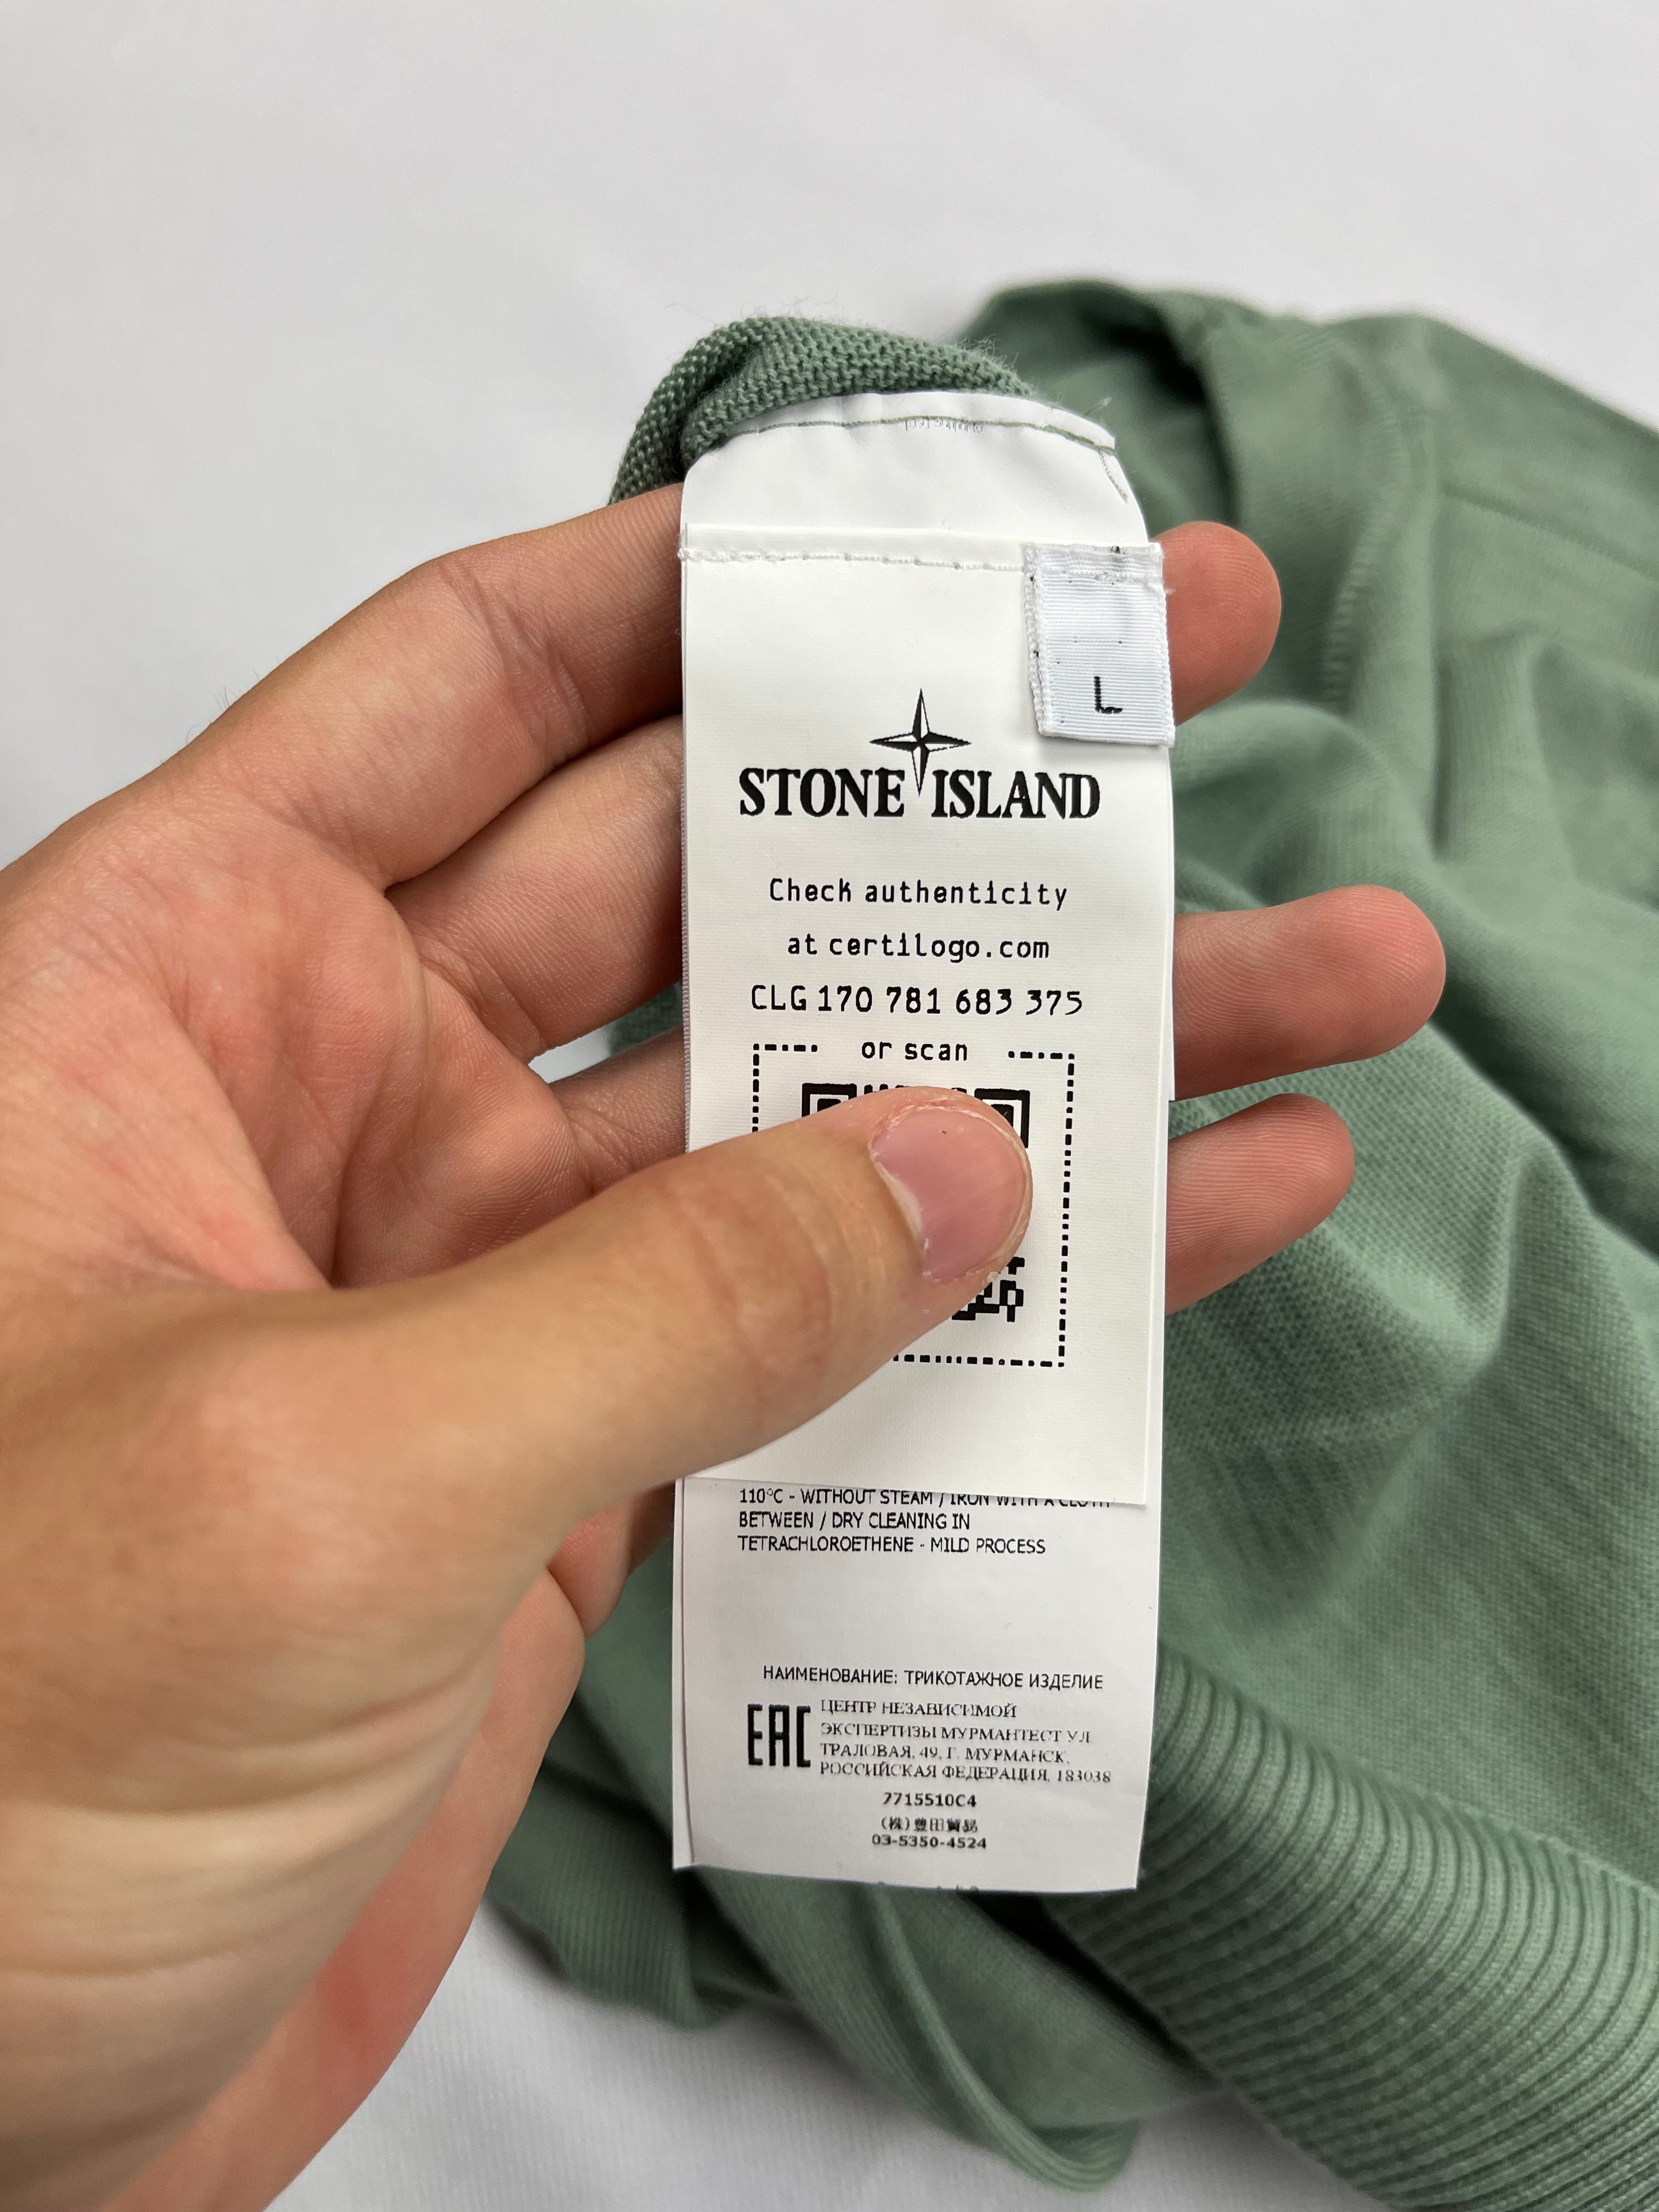 L
STONE ISLAND
Check authenticity
at certilogo.com
CLG 170 781 683 375
or scan
110°C - WITHOUT STEAM / IRON WITH A CLOTH
BETWEEN / DRY CLEANING IN
TETRACHLOROETHENE - MILD PROCESS
НАИМЕНОВАНИЕ: ТРИКОТАЖНОЕ ИЗДЕЛИЕ
EAC
ЦЕНТР НЕЗАВИСИМОЙ
ЭКСПЕРТИЗЫ МУРМАНТЕСТ УЛ.
ТРАЛОВАЯ, 49, Г. МУРМАНСК,
РОССИЙСКАЯ ФЕДЕРАЦИЯ, 183038
7715510C4
(株)豊田貿易
03-5350-4524